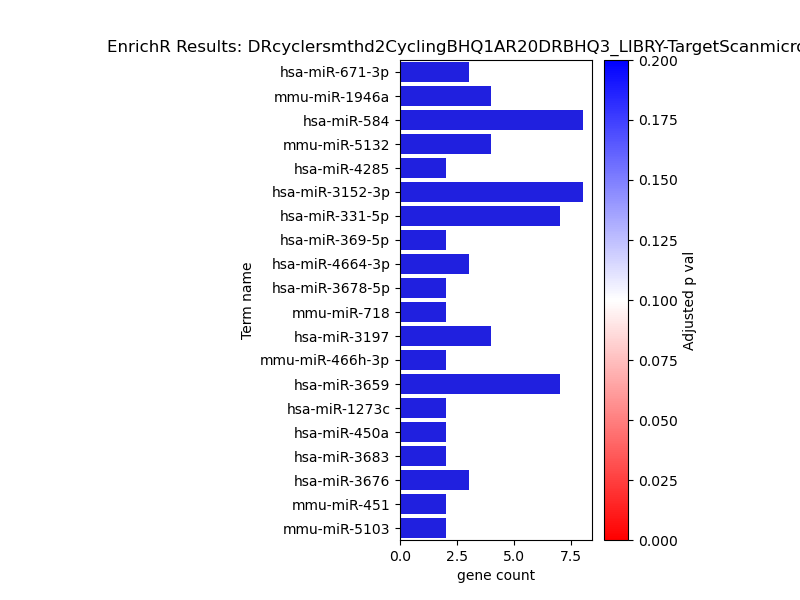 EnrichR Results: DRcyclersmthd2CyclingBHQ1AR20DRBHQ3_LIBRY-TargetScanmicro
hsa-miR-671-3p
mmu-miR-1946a
hsa-miR-584
mmu-miR-5132
hsa-miR-4285
hsa-miR-3152-3p
hsa-miR-331-5p
hsa-miR-369-5p
hsa-miR-4664-3p
hsa-miR-3678-5p
mmu-miR-718
hsa-miR-3197
mmu-miR-466h-3p
hsa-miR-3659
hsa-miR-1273c
hsa-miR-450a
hsa-miR-3683
hsa-miR-3676
mmu-miR-451
mmu-miR-5103
Term name
0.0 2.5 5.0 7.5
gene count
0.200
0.175
0.150
0.125
0.100
0.075
0.050
0.025
0.000
Adjusted p val